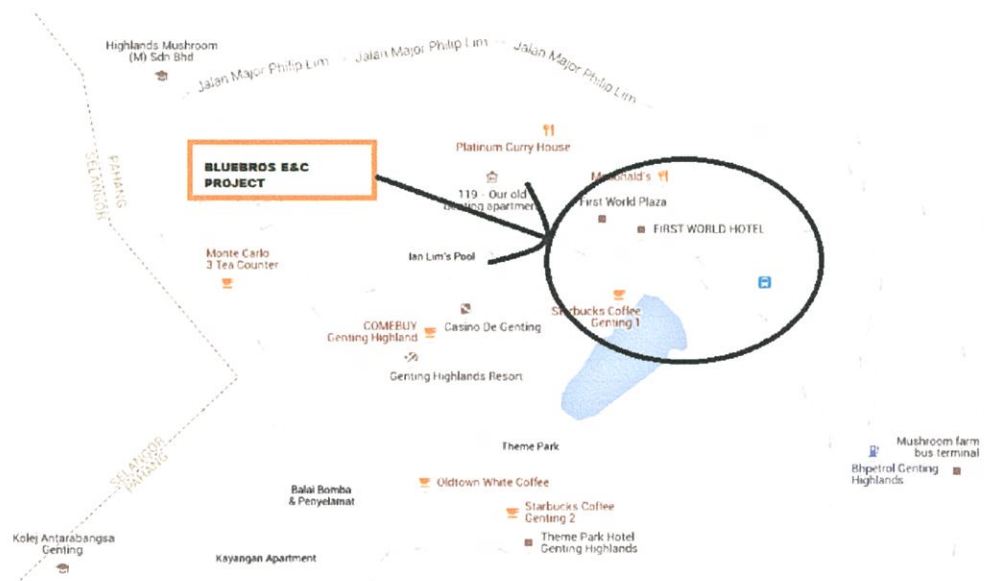 Highlands Mushroom
(M) Sdn Bhd
Jalan Major Philip Lim
Jalan Major Philip Lim
Jalan Major Philip Lim
PAHANG
SELANGOR
BLUEBROS E&C
PROJECT
Platinum Curry House
McDonald's
119 - Our old
Genting apartment
First World Plaza
FIRST WORLD HOTEL
Monte Carlo
3 Tea Counter
Ian Lim's Pool
Starbucks Coffee
Genting 1
COMEBUY
Genting Highland
Casino De Genting
Genting Highlands Resort
Theme Park
SELANGOR
PAHANG
Mushroom farm
bus terminal
Bhpetrol Genting
Highlands
Oldtown White Coffee
Balai Bomba
& Penyelamat
Starbucks Coffee
Genting 2
Theme Park Hotel
Genting Highlands
Kolej Antarabangsa
Genting
Kayangan Apartment